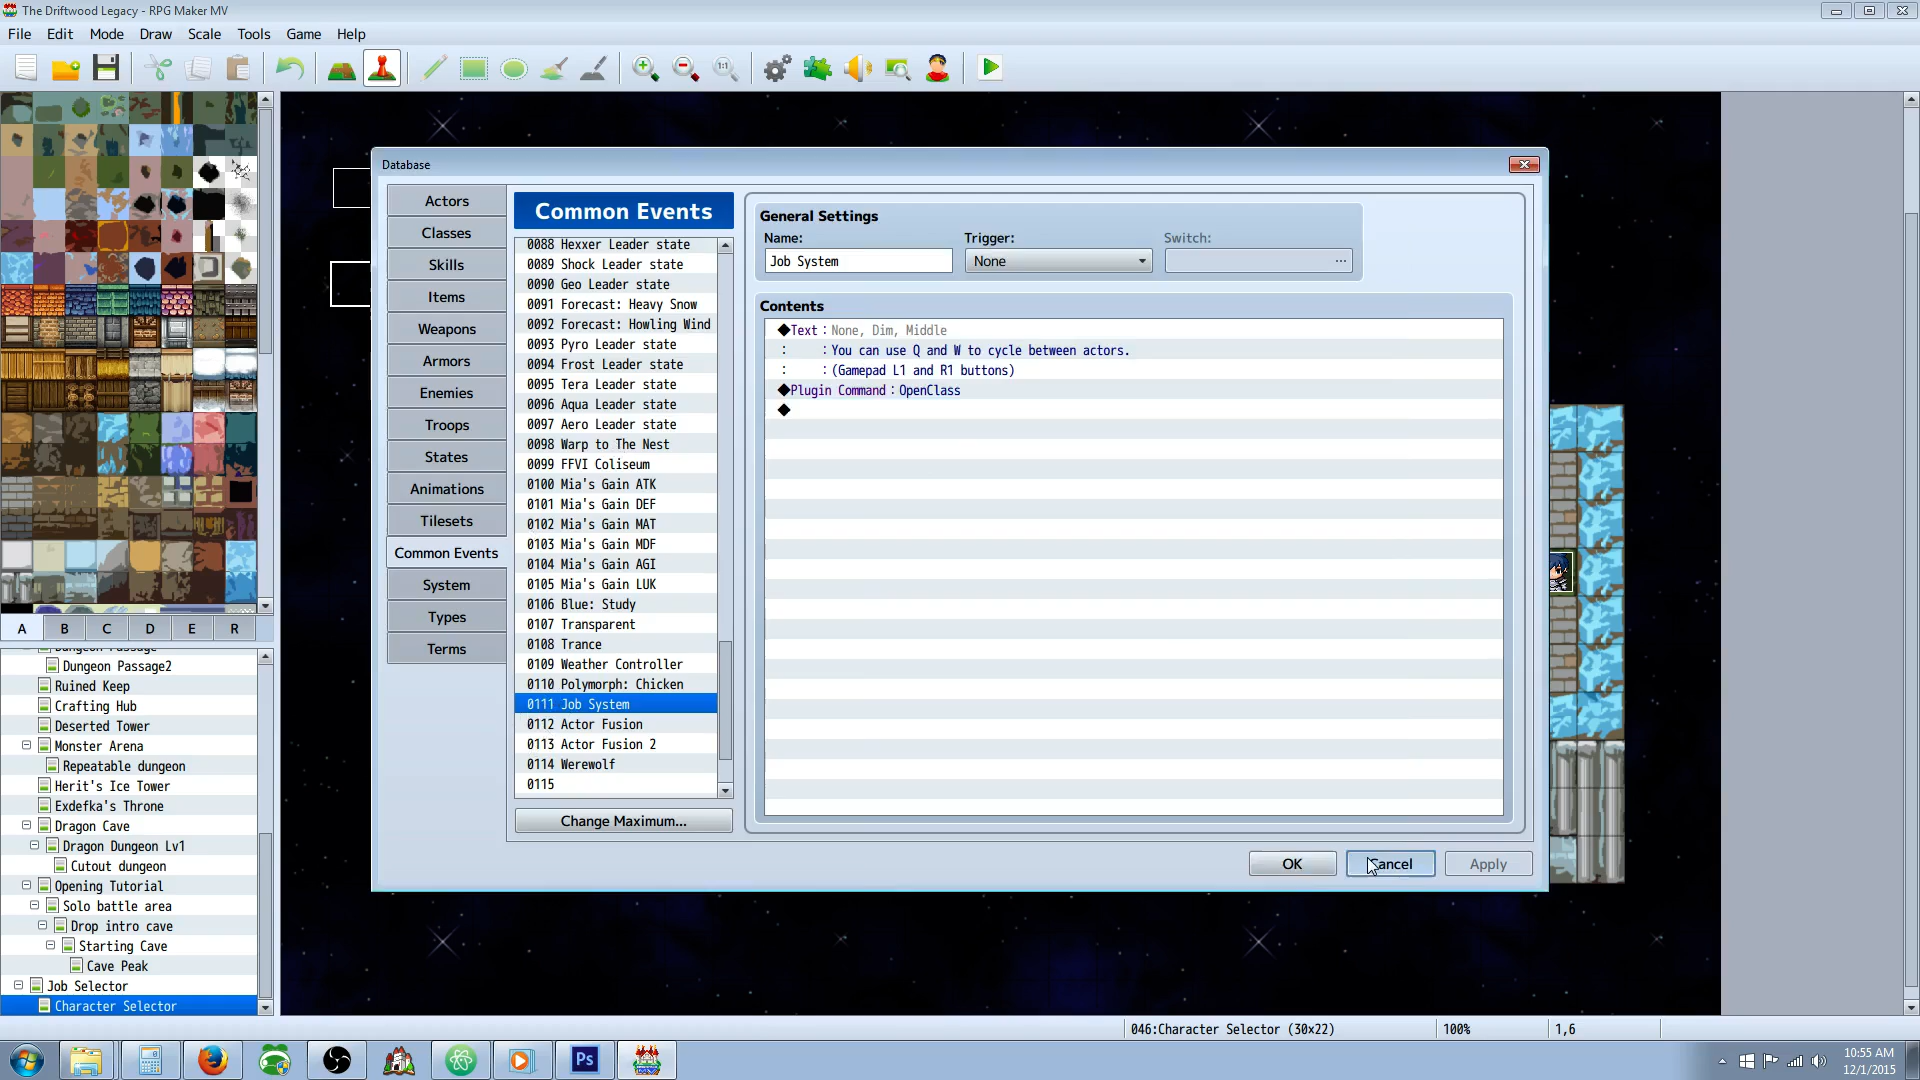 The Driftwood Legacy - RPG Maker MV
File Edit Mode Draw Scale Tools Game Help
1:1
Database
Actors
Classes
Skills
Items
Weapons
Armors
Enemies
Troops
States
Animations
Tilesets
Common Events
System
Types
Terms
Common Events
0088 Hexxer Leader state
0089 Shock Leader state
0090 Geo Leader state
0091 Forecast: Heavy Snow
0092 Forecast: Howling Wind
0093 Pyro Leader state
0094 Frost Leader state
0095 Tera Leader state
0096 Aqua Leader state
0097 Aero Leader state
0098 Warp to The Nest
0099 FFVI Coliseum
0100 Mia's Gain ATK
0101 Mia's Gain DEF
0102 Mia's Gain MAT
0103 Mia's Gain MDF
0104 Mia's Gain AGI
0105 Mia's Gain LUK
0106 Blue: Study
0107 Transparent
0108 Trance
0109 Weather Controller
0110 Polymorph: Chicken
0111 Job System
0112 Actor Fusion
0113 Actor Fusion 2
0114 Werewolf
0115
Change Maximum...
General Settings
Name: Trigger: Switch:
Job System None ...
Contents
◆Text : None, Dim, Middle
: : You can use Q and W to cycle between actors.
: : (Gamepad L1 and R1 buttons)
◆Plugin Command : OpenClass
◆
OK Cancel Apply
A B C D E R
Dungeon Passage
Dungeon Passage2
Ruined Keep
Crafting Hub
Deserted Tower
Monster Arena
Repeatable dungeon
Herit's Ice Tower
Exdefka's Throne
Dragon Cave
Dragon Dungeon Lv1
Cutout dungeon
Opening Tutorial
Solo battle area
Drop intro cave
Starting Cave
Cave Peak
Job Selector
Character Selector
046:Character Selector (30x22) 100% 1,6
Ps
10:55 AM
12/1/2015